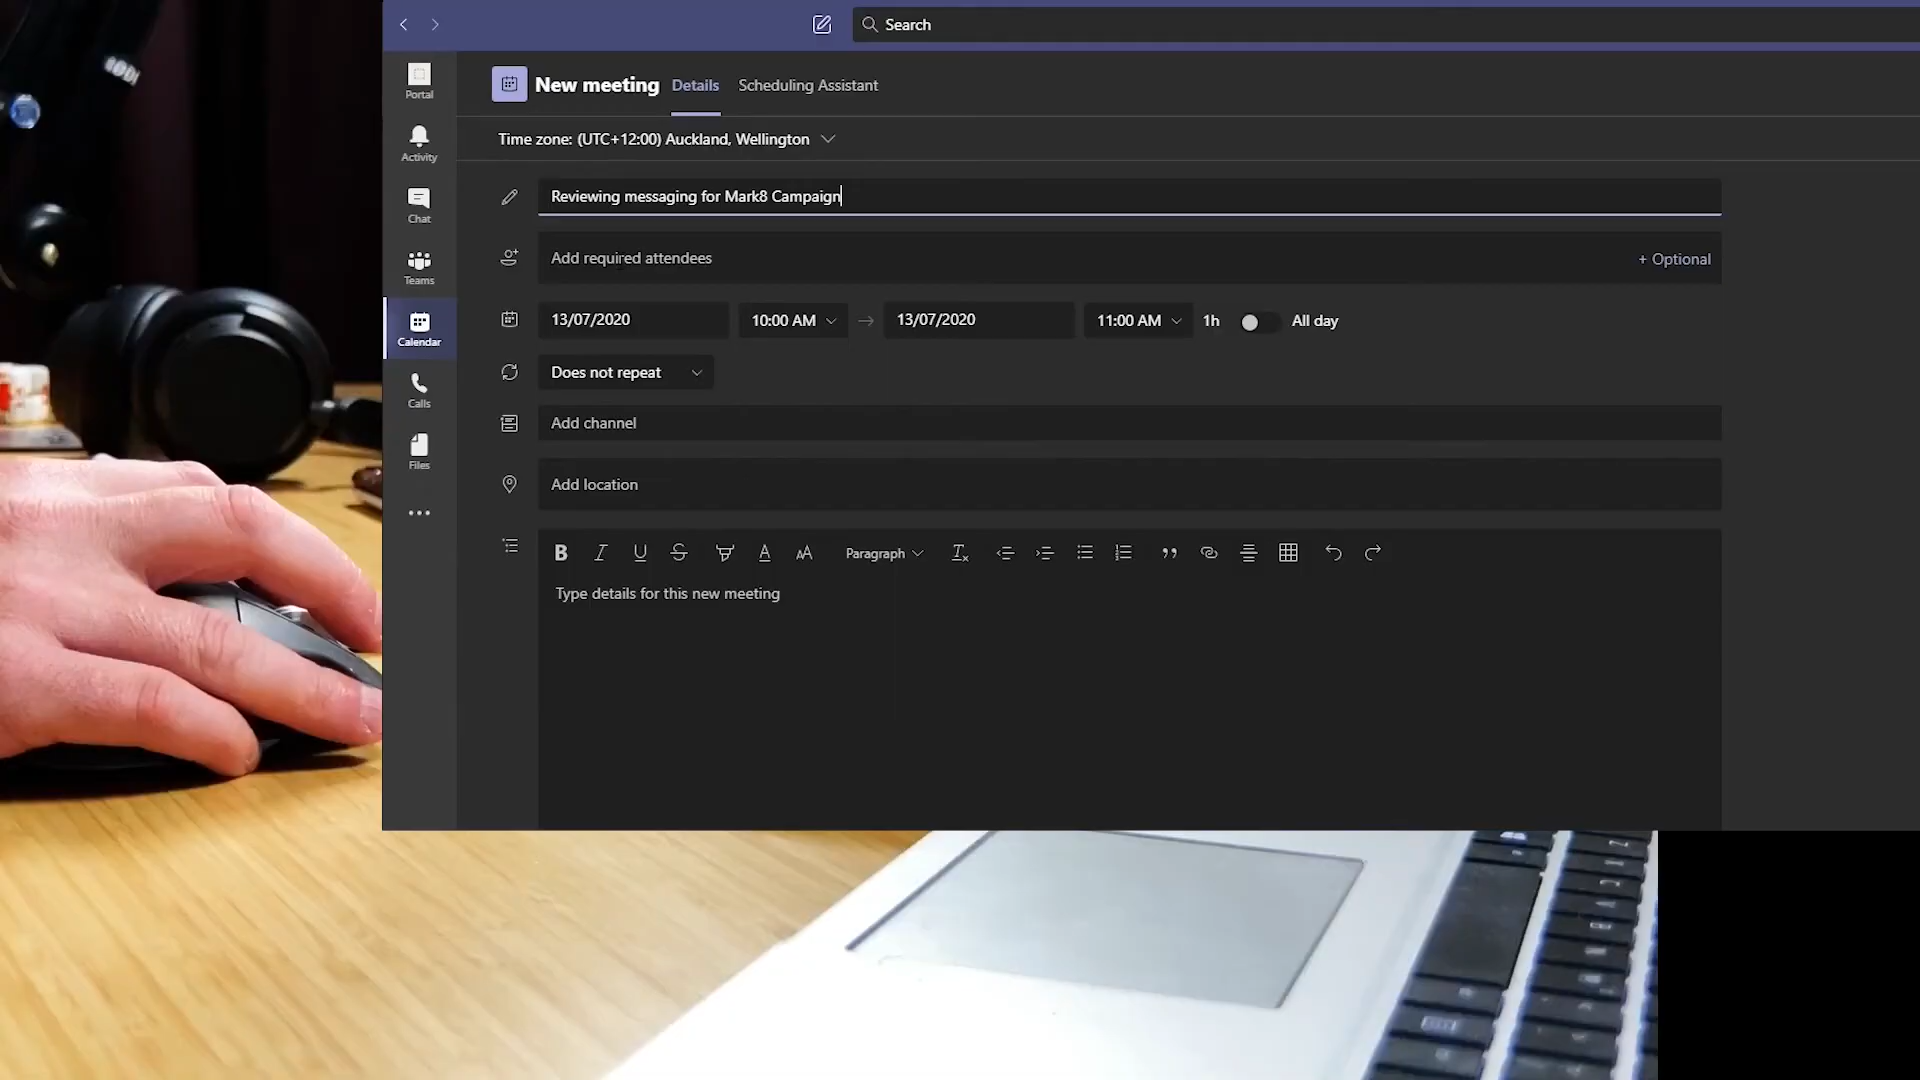 Search
Portal
Activity
Chat
Teams
Calendar
Calls
Files
New meeting Details Scheduling Assistant
Time zone: (UTC+12:00) Auckland, Wellington
Reviewing messaging for Mark8 Campaign
Add required attendees + Optional
13/07/2020 10:00 AM → 13/07/2020 11:00 AM 1h All day
Does not repeat
Add channel
Add location
B I U S A AA Paragraph
Type details for this new meeting